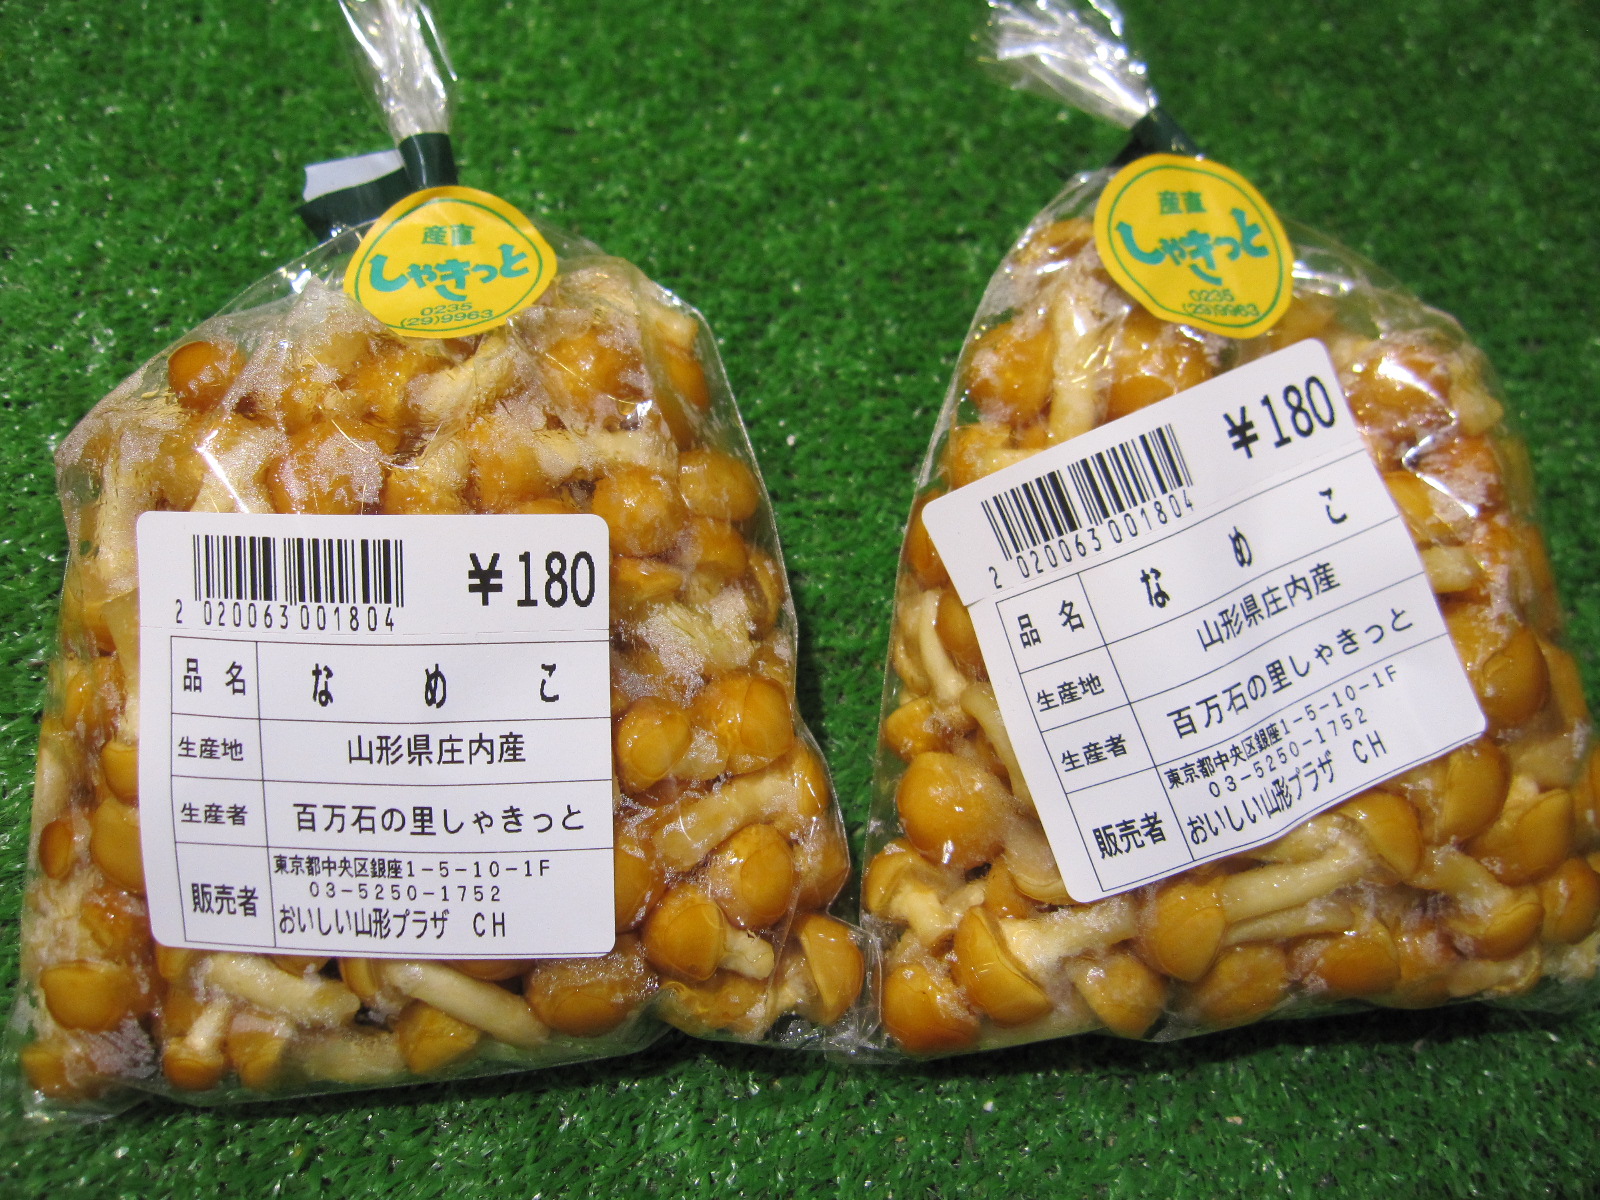 産直
しゃきっと
0235
(29)9963
2 020063 001804
¥180
品名 なめこ
生産地 山形県庄内産
生産者 百万石の里しゃきっと
販売者 東京都中央区銀座1-5-10-1F
03-5250-1752
おいしい山形プラザ CH
産直
しゃきっと
0235
(29)9963
2 020063 001804
¥180
品名 なめこ
生産地 山形県庄内産
生産者 百万石の里しゃきっと
販売者 東京都中央区銀座1-5-10-1F
03-5250-1752
おいしい山形プラザ CH